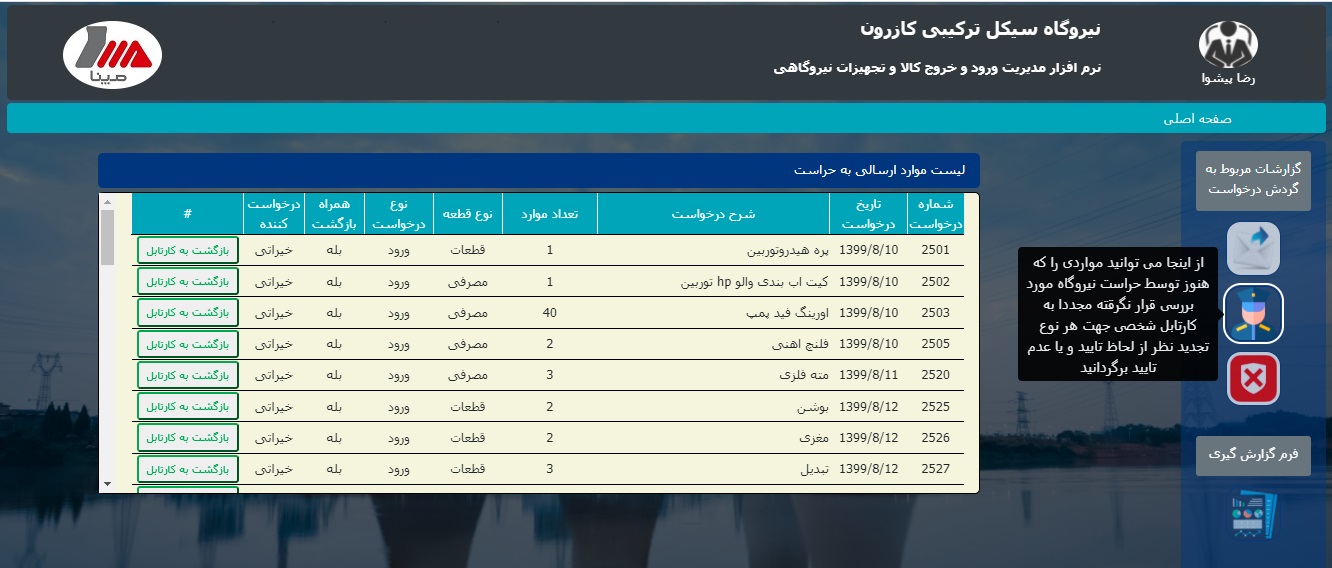 نیروگاه سیکل ترکیبی کازرون
نرم افزار مدیریت ورود و خروج کالا و تجهیزات نیروگاهی
رضا پیشوا
مپنا
صفحه اصلی
گزارشات مربوط به
گردش درخواست
از اینجا می توانید مواردی را که
هنوز توسط حراست نیروگاه مورد
بررسی قرار نگرفته مجددا به
کارتابل شخصی جهت هر نوع
تجدید نظر از لحاظ تایید و یا عدم
تایید برگردانید
فرم گزارش گیری
لیست موارد ارسالی به حراست
شماره درخواست تاریخ درخواست شرح درخواست تعداد موارد نوع قطعه نوع درخواست همراه بازگشت درخواست کننده #
2501 1399/8/10 پره هیدروتوربین 1 قطعات ورود بله خیراتی بازگشت به کارتابل
2502 1399/8/10 کیت اب بندی والو hp توربین 1 مصرفی ورود بله خیراتی بازگشت به کارتابل
2503 1399/8/10 اورینگ فید پمپ 40 مصرفی ورود بله خیراتی بازگشت به کارتابل
2505 1399/8/10 فلنچ اهنی 2 مصرفی ورود بله خیراتی بازگشت به کارتابل
2520 1399/8/11 مته فلزی 3 مصرفی ورود بله خیراتی بازگشت به کارتابل
2525 1399/8/12 بوشن 2 قطعات ورود بله خیراتی بازگشت به کارتابل
2526 1399/8/12 مغزی 2 قطعات ورود بله خیراتی بازگشت به کارتابل
2527 1399/8/12 تبدیل 3 قطعات ورود بله خیراتی بازگشت به کارتابل